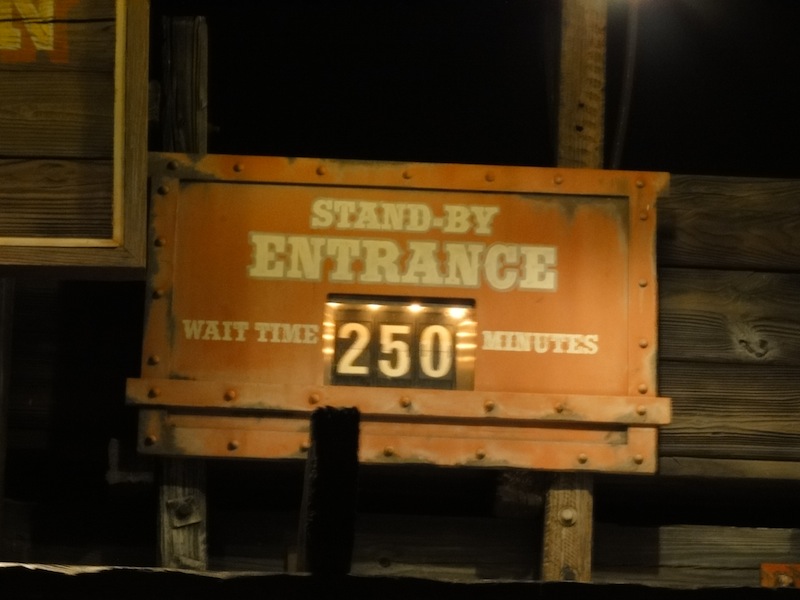 N
STAND-BY
ENTRANCE
WAIT TIME 250 MINUTES